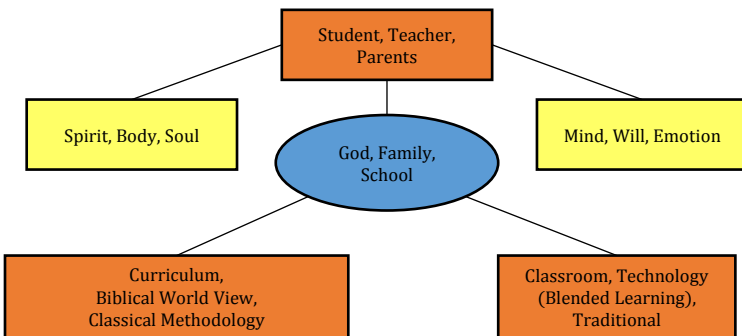 Student, Teacher,
Parents
Spirit, Body, Soul
God, Family,
School
Mind, Will, Emotion
Curriculum,
Biblical World View,
Classical Methodology
Classroom, Technology
(Blended Learning),
Traditional